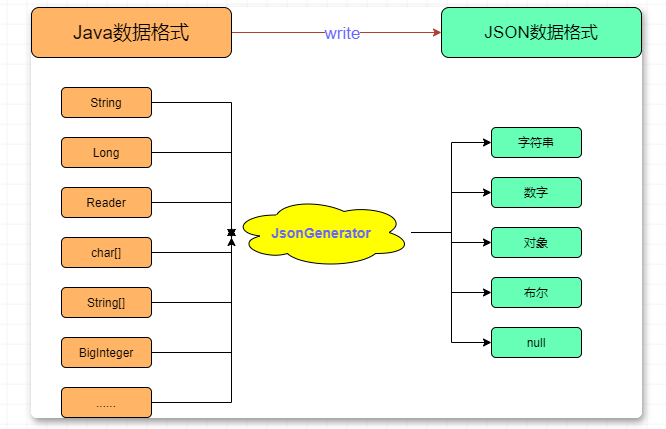 Java数据格式
write
JSON数据格式
String
Long
Reader
char[]
String[]
BigInteger
......
JsonGenerator
字符串
数字
对象
布尔
null